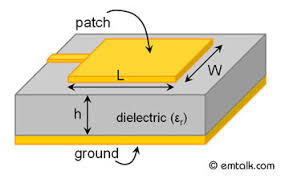 patch
L
W
h
dielectric (εr)
ground
© emtalk.com